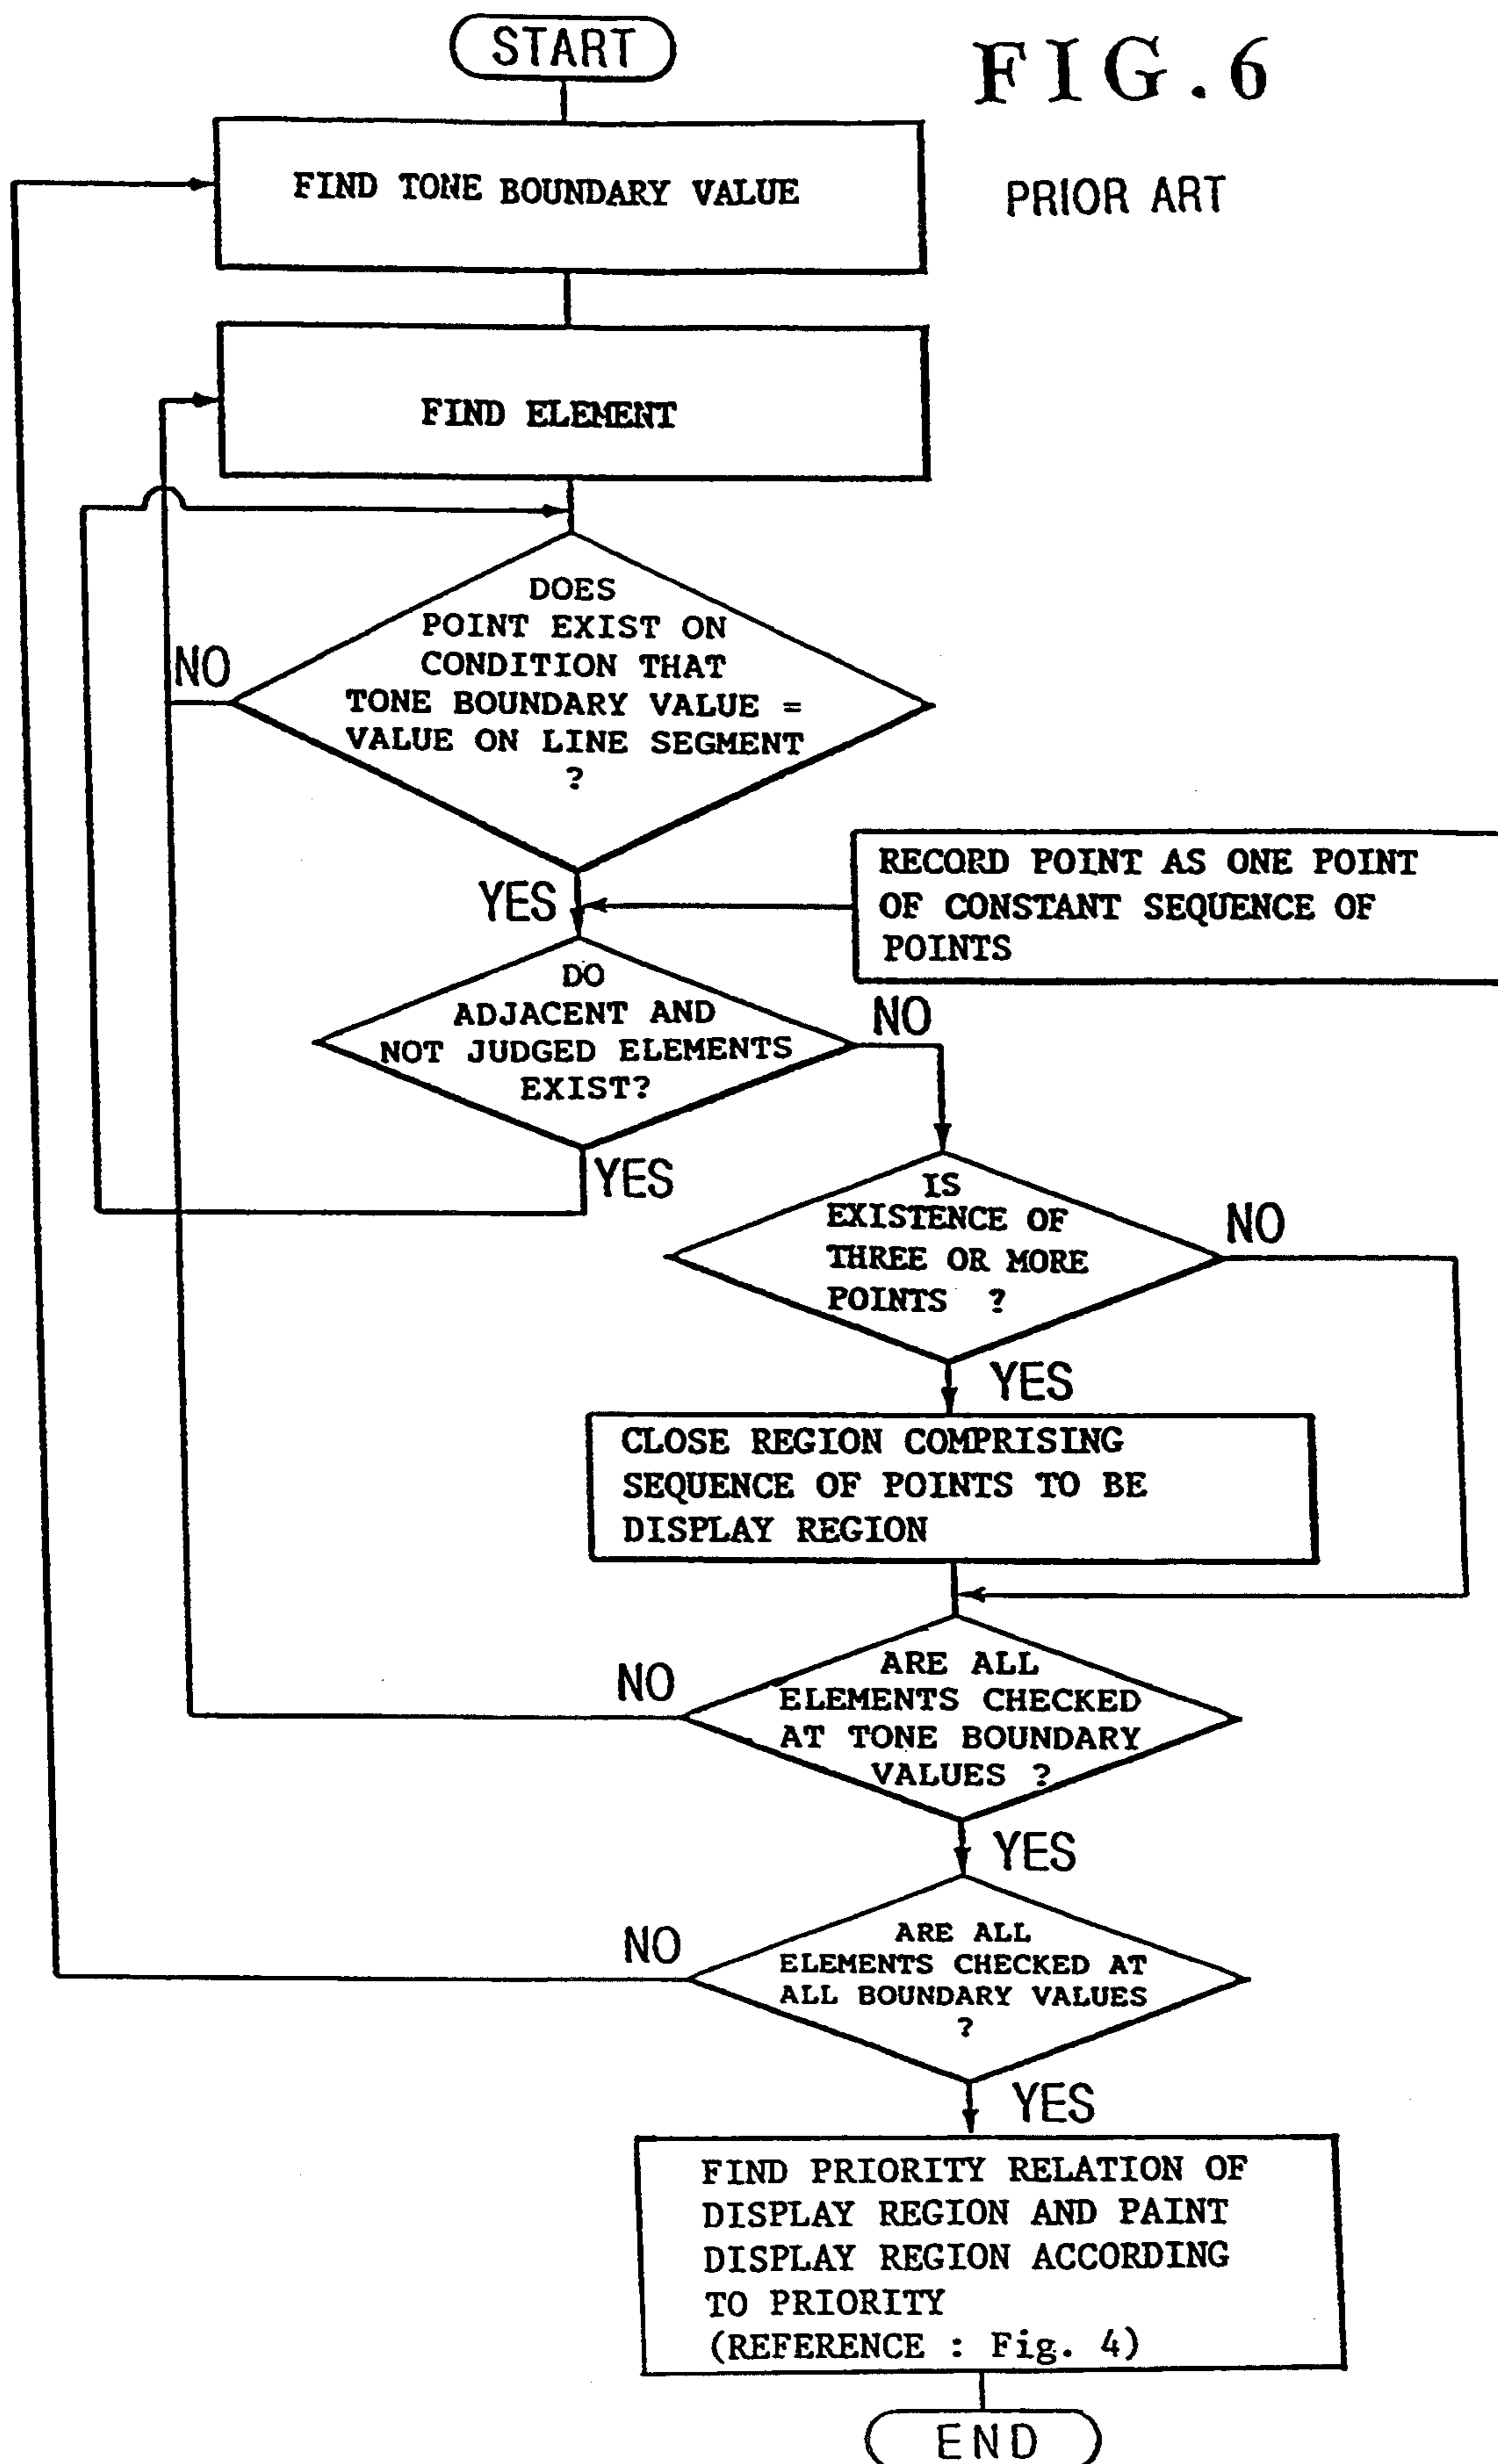 START
FIG.6
PRIOR ART
FIND TONE BOUNDARY VALUE
FIND ELEMENT
DOES
POINT EXIST ON
CONDITION THAT
TONE BOUNDARY VALUE =
VALUE ON LINE SEGMENT
?
NO
YES
RECORD POINT AS ONE POINT
OF CONSTANT SEQUENCE OF
POINTS
DO
ADJACENT AND
NOT JUDGED ELEMENTS
EXIST?
NO
YES
IS
EXISTENCE OF
THREE OR MORE
POINTS ?
NO
YES
CLOSE REGION COMPRISING
SEQUENCE OF POINTS TO BE
DISPLAY REGION
ARE ALL
ELEMENTS CHECKED
AT TONE BOUNDARY
VALUES ?
NO
YES
ARE ALL
ELEMENTS CHECKED AT
ALL BOUNDARY VALUES
?
NO
YES
FIND PRIORITY RELATION OF
DISPLAY REGION AND PAINT
DISPLAY REGION ACCORDING
TO PRIORITY
(REFERENCE : Fig. 4)
END